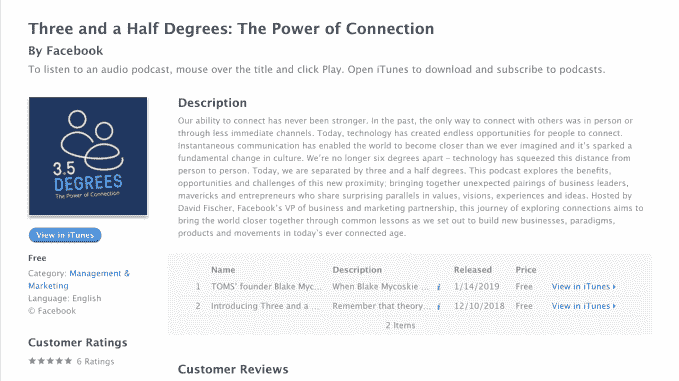 Three and a Half Degrees: The Power of Connection
By Facebook
To listen to an audio podcast, mouse over the title and click Play. Open iTunes to download and subscribe to podcasts.
3.5
DEGREES
The Power of Connection
View in iTunes
Free
Category: Management &
Marketing
Language: English
© Facebook
Customer Ratings
6 Ratings
Description
Our ability to connect has never been stronger. In the past, the only way to connect with others was in person or
through less immediate channels. Today, technology has created endless opportunities for people to connect.
Instantaneous communication has enabled the world to become closer than we ever imagined and it's sparked a
fundamental change in culture. We're no longer six degrees apart – technology has squeezed this distance from
person to person. Today, we are separated by three and a half degrees. This podcast explores the benefits,
opportunities and challenges of this new proximity; bringing together unexpected pairings of business leaders,
mavericks and entrepreneurs who share surprising parallels in values, visions, experiences and ideas. Hosted by
David Fischer, Facebook's VP of business and marketing partnership, this journey of exploring connections aims to
bring the world closer together through common lessons as we set out to build new businesses, paradigms,
products and movements in today's ever connected age.
Name Description Released Price
1 TOMS' founder Blake Myc... When Blake Mycoskie ... i 1/14/2019 Free View in iTunes
2 Introducing Three and a ... Remember that theory... i 12/10/2018 Free View in iTunes
2 Items
Customer Reviews